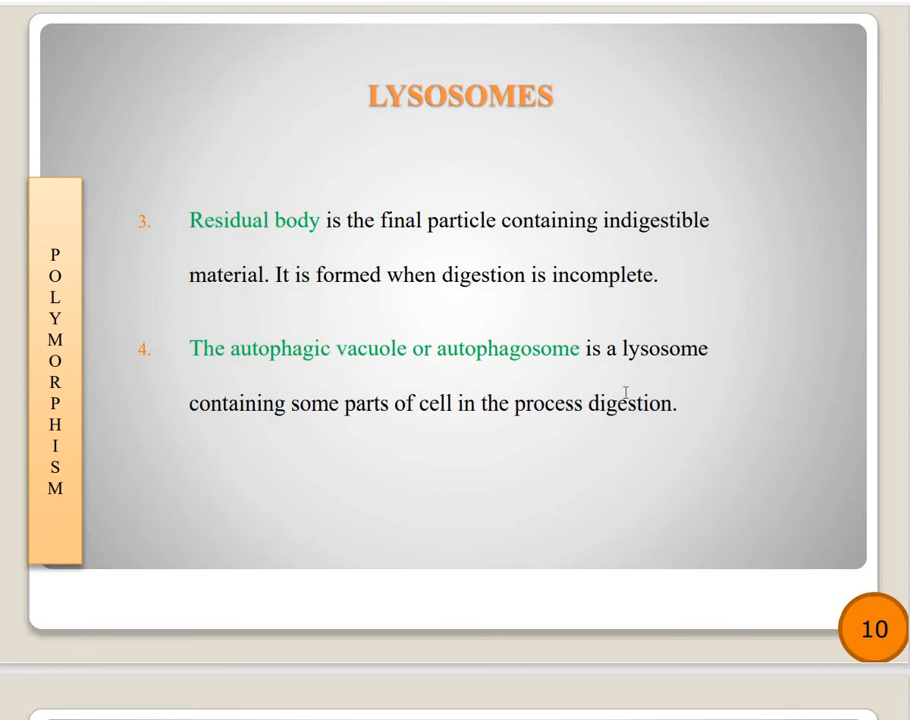 LYSOSOMES
POLYMORPHISM
3. Residual body is the final particle containing indigestible
material. It is formed when digestion is incomplete.
4. The autophagic vacuole or autophagosome is a lysosome
containing some parts of cell in the process digestion.
10